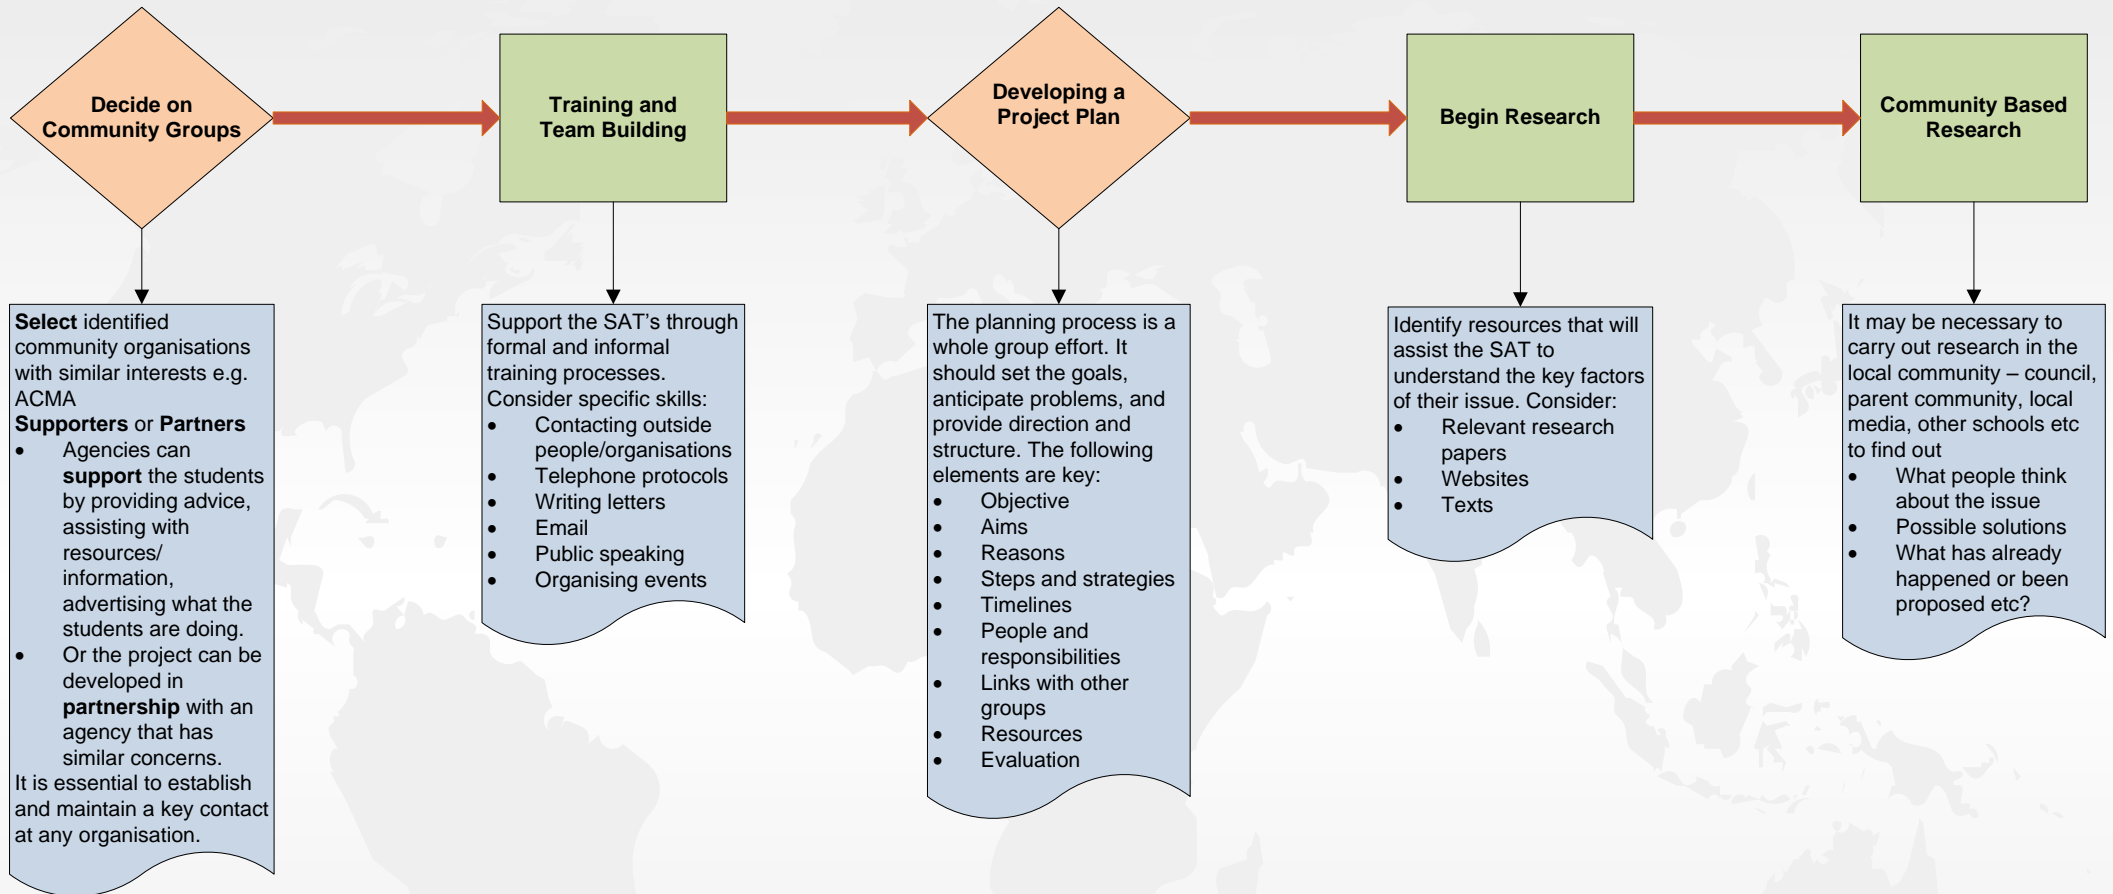 Decide on
Community Groups
Training and
Team Building
Developing a
Project Plan
Begin Research
Community Based
Research
Select identified
community organisations
with similar interests e.g.
ACMA
Supporters or Partners
• Agencies can
support the students
by providing advice,
assisting with
resources/
information,
advertising what the
students are doing.
• Or the project can be
developed in
partnership with an
agency that has
similar concerns.
It is essential to establish
and maintain a key contact
at any organisation.
Support the SAT’s through
formal and informal
training processes.
Consider specific skills:
• Contacting outside
people/organisations
• Telephone protocols
• Writing letters
• Email
• Public speaking
• Organising events
The planning process is a
whole group effort. It
should set the goals,
anticipate problems, and
provide direction and
structure. The following
elements are key:
• Objective
• Aims
• Reasons
• Steps and strategies
• Timelines
• People and
responsibilities
• Links with other
groups
• Resources
• Evaluation
Identify resources that will
assist the SAT to
understand the key factors
of their issue. Consider:
• Relevant research
papers
• Websites
• Texts
It may be necessary to
carry out research in the
local community – council,
parent community, local
media, other schools etc
to find out
• What people think
about the issue
• Possible solutions
• What has already
happened or been
proposed etc?